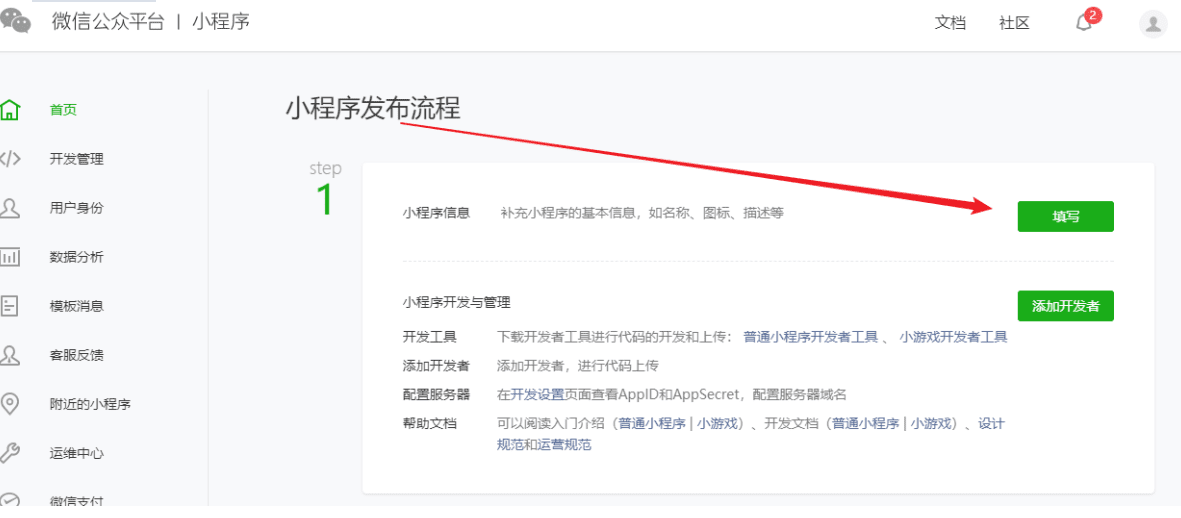 微信公众平台 | 小程序
文档 社区 2
首页
开发管理
用户身份
数据分析
模板消息
客服反馈
附近的小程序
运维中心
微信支付
小程序发布流程
step
1
小程序信息 补充小程序的基本信息，如名称、图标、描述等 填写
小程序开发与管理 添加开发者
开发工具 下载开发者工具进行代码的开发和上传： 普通小程序开发者工具 、 小游戏开发者工具
添加开发者 添加开发者，进行代码上传
配置服务器 在开发设置页面查看AppID和AppSecret，配置服务器域名
帮助文档 可以阅读入门介绍（普通小程序 | 小游戏）、开发文档（普通小程序 | 小游戏）、设计
规范和运营规范